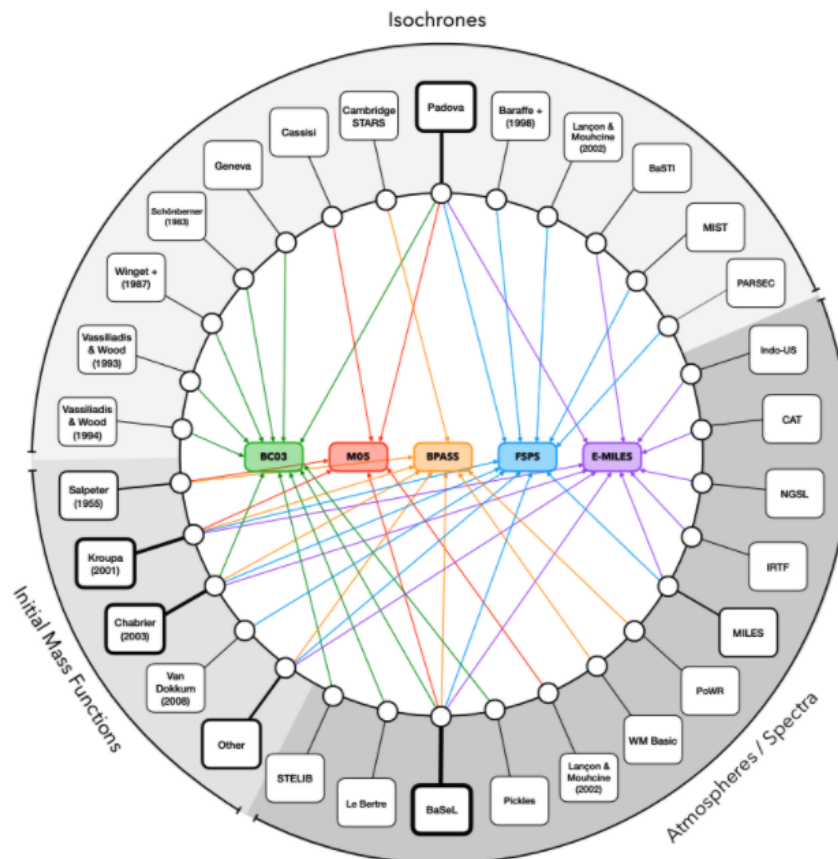 Isochrones
Padova
Cambridge
STARS
Baraffe +
(1998)
Cassisi
Lançon &
Mouhcine
(2002)
Geneva
BaSTI
Schönberner
(1983)
MIST
Winget +
(1987)
PARSEC
Vassiliadis
& Wood
(1993)
Indo-US
Vassiliadis
& Wood
(1994)
CAT
BC03
M05
BPASS
FSPS
E-MILES
Salpeter
(1955)
NGSL
Kroupa
(2001)
IRTF
Chabrier
(2003)
MILES
Van
Dokkum
(2008)
PoWR
Other
WM Basic
STELIB
Lançon &
Mouhcine
(2002)
Le Bertre
BaSeL
Pickles
Initial Mass Functions
Atmospheres / Spectra